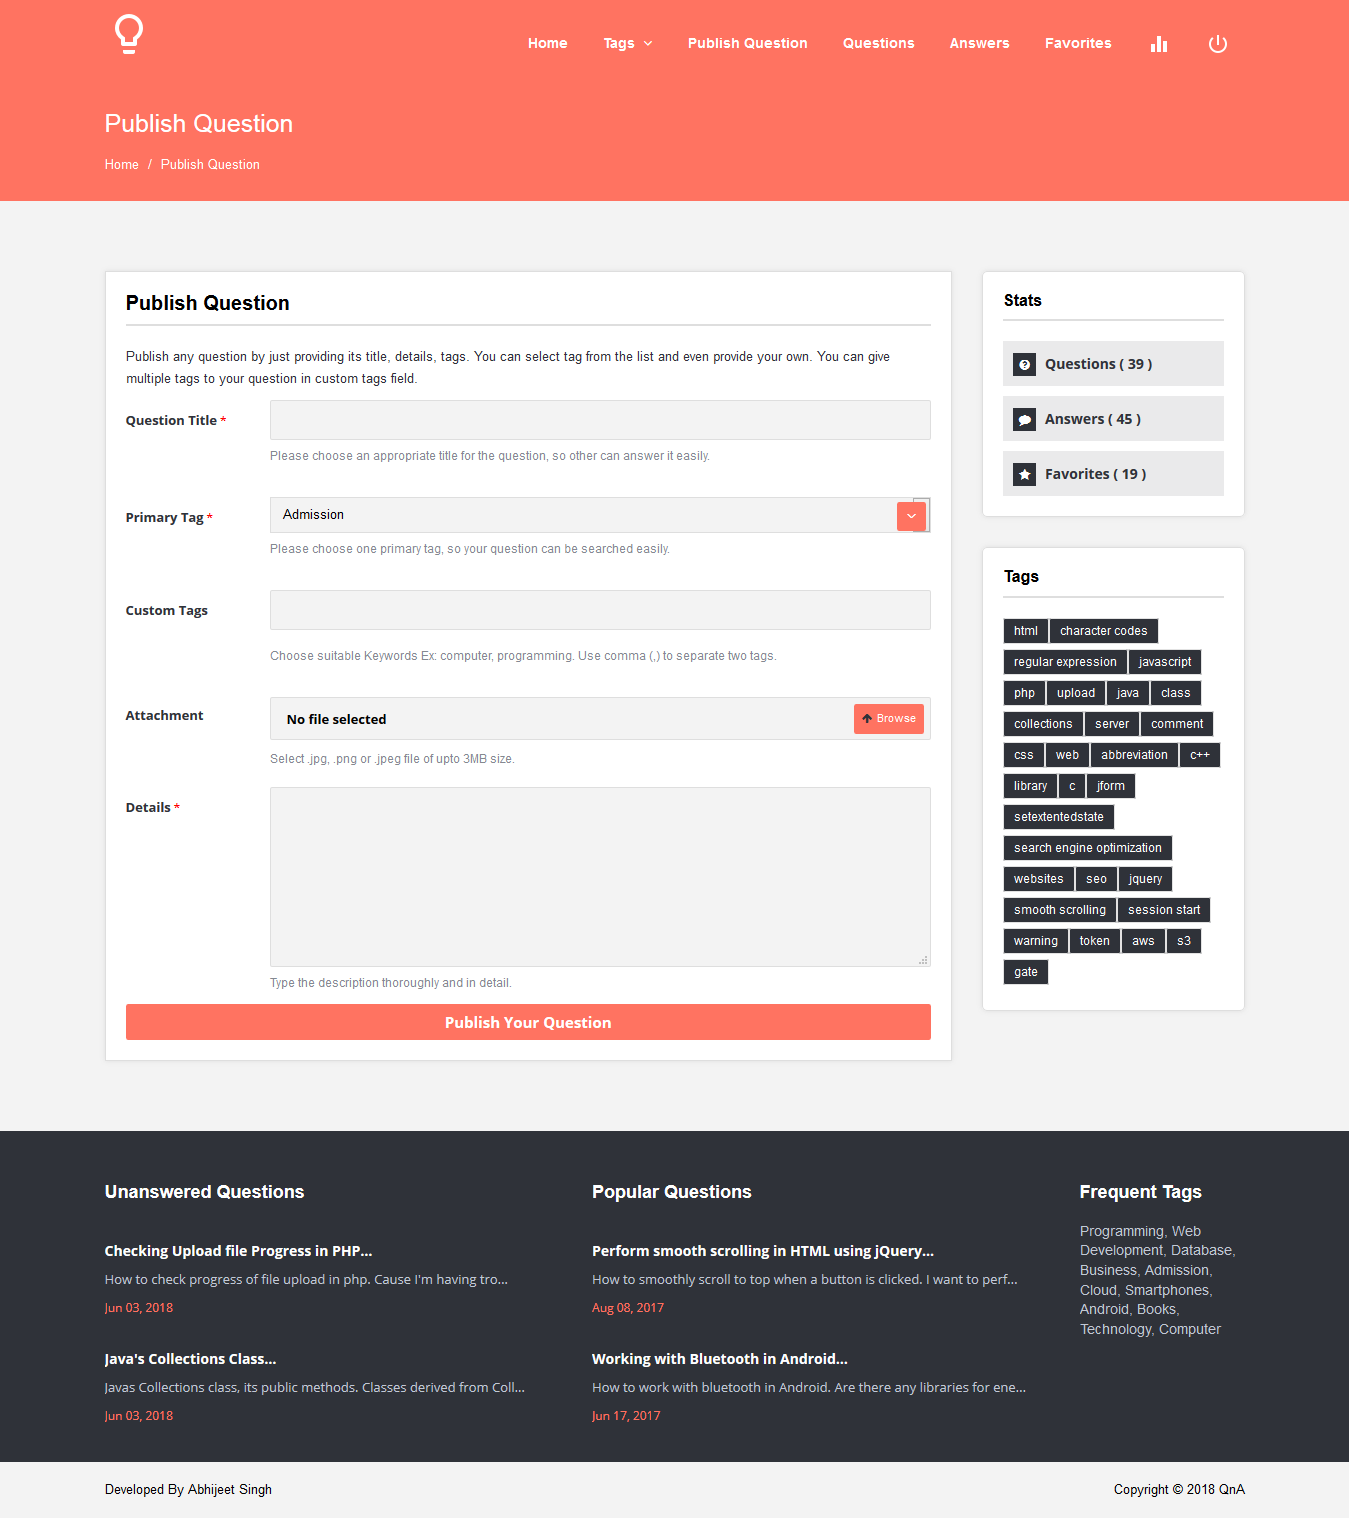 Home Tags Publish Question Questions Answers Favorites
Publish Question
Home / Publish Question
Publish Question
Publish any question by just providing its title, details, tags. You can select tag from the list and even provide your own. You can give
multiple tags to your question in custom tags field.
Question Title *
Please choose an appropriate title for the question, so other can answer it easily.
Primary Tag * Admission
Please choose one primary tag, so your question can be searched easily.
Custom Tags
Choose suitable Keywords Ex: computer, programming. Use comma (,) to separate two tags.
Attachment No file selected Browse
Select .jpg, .png or .jpeg file of upto 3MB size.
Details *
Type the description thoroughly and in detail.
Publish Your Question
Stats
Questions ( 39 )
Answers ( 45 )
Favorites ( 19 )
Tags
html character codes
regular expression javascript
php upload java class
collections server comment
css web abbreviation c++
library c jform
setextentedstate
search engine optimization
websites seo jquery
smooth scrolling session start
warning token aws s3
gate
Unanswered Questions
Checking Upload file Progress in PHP...
How to check progress of file upload in php. Cause I'm having tro...
Jun 03, 2018
Java's Collections Class...
Javas Collections class, its public methods. Classes derived from Coll...
Jun 03, 2018
Popular Questions
Perform smooth scrolling in HTML using jQuery...
How to smoothly scroll to top when a button is clicked. I want to perf...
Aug 08, 2017
Working with Bluetooth in Android...
How to work with bluetooth in Android. Are there any libraries for ene...
Jun 17, 2017
Frequent Tags
Programming, Web
Development, Database,
Business, Admission,
Cloud, Smartphones,
Android, Books,
Technology, Computer
Developed By Abhijeet Singh
Copyright © 2018 QnA